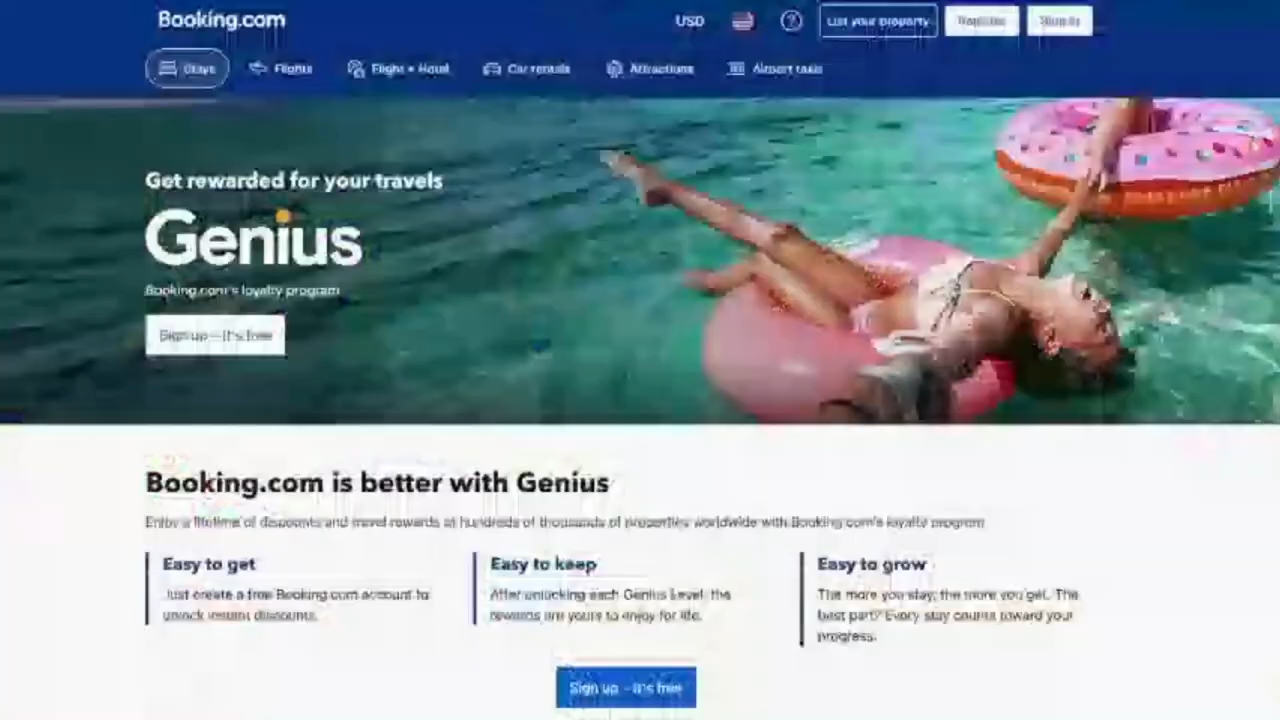 Booking.com
USD
List your property
Register
Sign in
Stays
Flights
Flight + Hotel
Car rentals
Attractions
Airport taxis
Get rewarded for your travels
Genius
Booking.com's loyalty program
Sign up – it's free
Booking.com is better with Genius
Enjoy a lifetime of discounts and travel rewards at hundreds of thousands of properties worldwide with Booking.com's loyalty program
Easy to get
Just create a free Booking.com account to
unlock instant discounts.
Easy to keep
After unlocking each Genius Level, the
rewards are yours to enjoy for life.
Easy to grow
The more you stay, the more you get. The
best part? Every stay counts toward your
progress.
Sign up – it's free